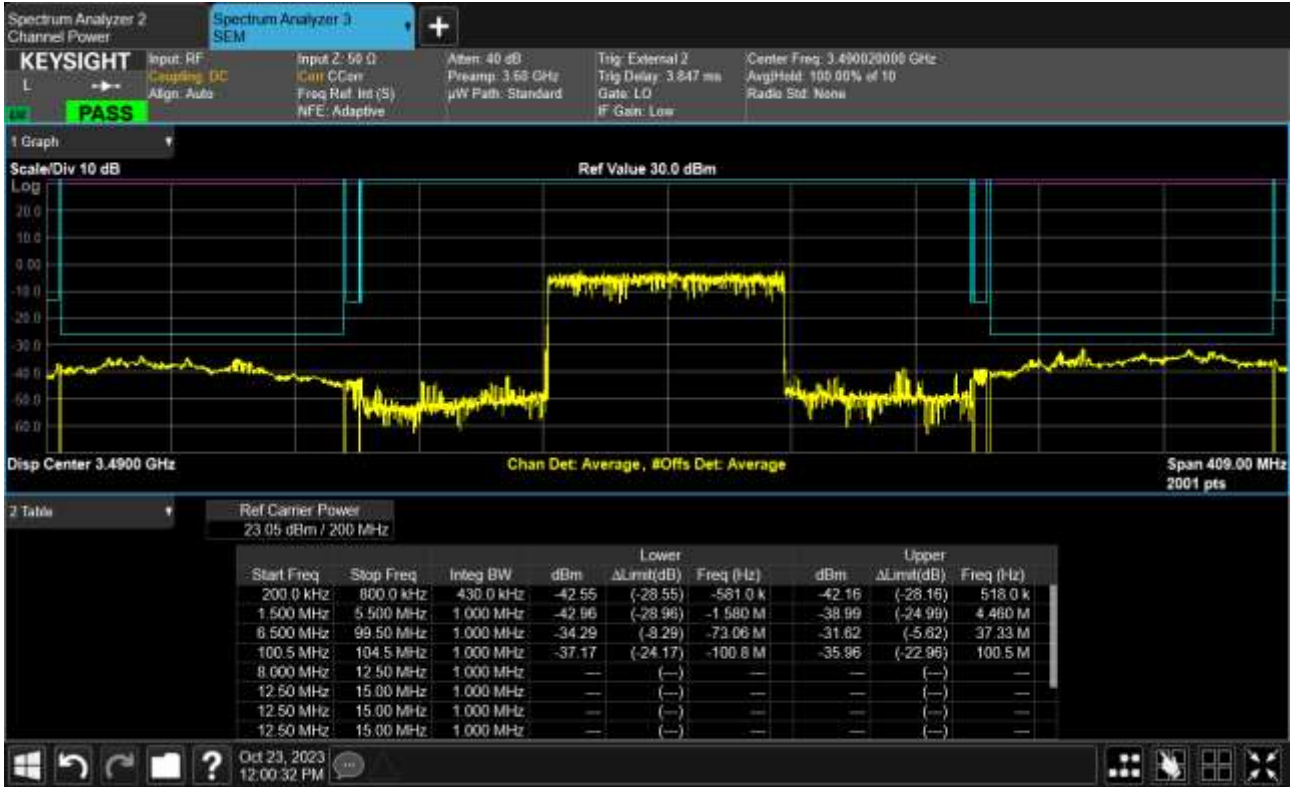 Spectrum Analyzer 2
Channel Power
Spectrum Analyzer 3
SEM
KEYSIGHT
L
PASS
Input: RF
Coupling: DC
Align: Auto
Input Z: 50 Ω
Corr CCorr
Freq Ref: Int (S)
NFE: Adaptive
Atten: 40 dB
Preamp: 3.60 GHz
µW Path: Standard
Trig: External 2
Trig Delay: 3.847 ms
Gate: LO
IF Gain: Low
Center Freq: 3.490020000 GHz
Avg|Hold: 100.00% of 10
Radio Std: None
1 Graph
Scale/Div 10 dB
Ref Value 30.0 dBm
Log
20.0
10.0
0.00
-10.0
-20.0
-30.0
-40.0
-50.0
-60.0
Disp Center 3.4900 GHz
Chan Det: Average, #Offs Det: Average
Span 409.00 MHz
2001 pts
2 Table
Ref Carrier Power
23.05 dBm / 200 MHz
Lower Upper
Start Freq Stop Freq Integ BW dBm ΔLimit(dB) Freq (Hz) dBm ΔLimit(dB) Freq (Hz)
200.0 kHz 800.0 kHz 430.0 kHz -42.55 (-28.55) -581.0 k -42.16 (-28.16) 518.0 k
1.500 MHz 5.500 MHz 1.000 MHz -42.96 (-28.96) -1.580 M -38.99 (-24.99) 4.460 M
6.500 MHz 99.50 MHz 1.000 MHz -34.29 (-8.29) -73.06 M -31.62 (-5.62) 37.33 M
100.5 MHz 104.5 MHz 1.000 MHz -37.17 (-24.17) -100.8 M -35.96 (-22.96) 100.5 M
8.000 MHz 12.50 MHz 1.000 MHz --- (---) --- --- (---) ---
12.50 MHz 15.00 MHz 1.000 MHz --- (---) --- --- (---) ---
12.50 MHz 15.00 MHz 1.000 MHz --- (---) --- --- (---) ---
12.50 MHz 15.00 MHz 1.000 MHz --- (---) --- --- (---) ---
Oct 23, 2023
12:00:32 PM